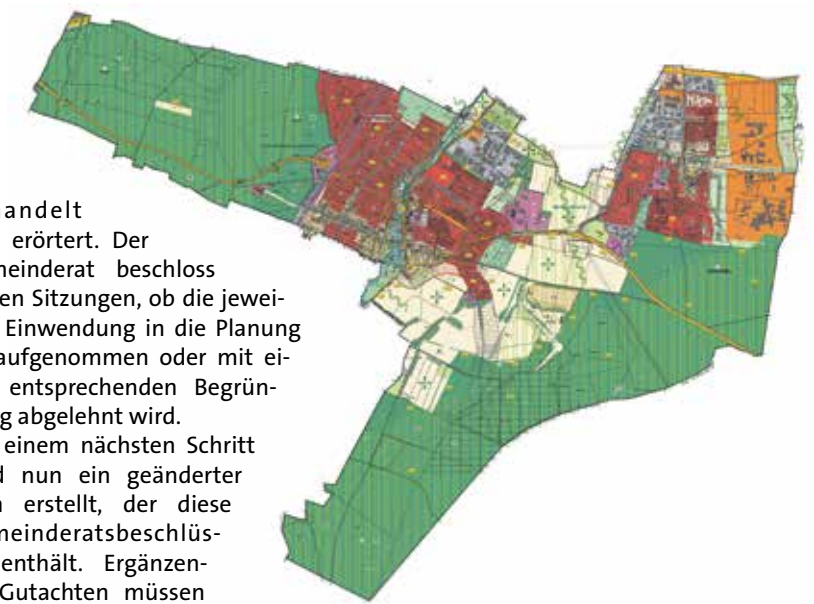 andelt
erörtert. Der
neinderat beschloss
en Sitzungen, ob die jewei-
Einwendung in die Planung
aufgenommen oder mit ei-
entsprechenden Begrün-
g abgelehnt wird.
einem nächsten Schritt
d nun ein geänderter
erstellt, der diese
meinderatsbeschlüs-
enthält. Ergänzen-
Gutachten müssen